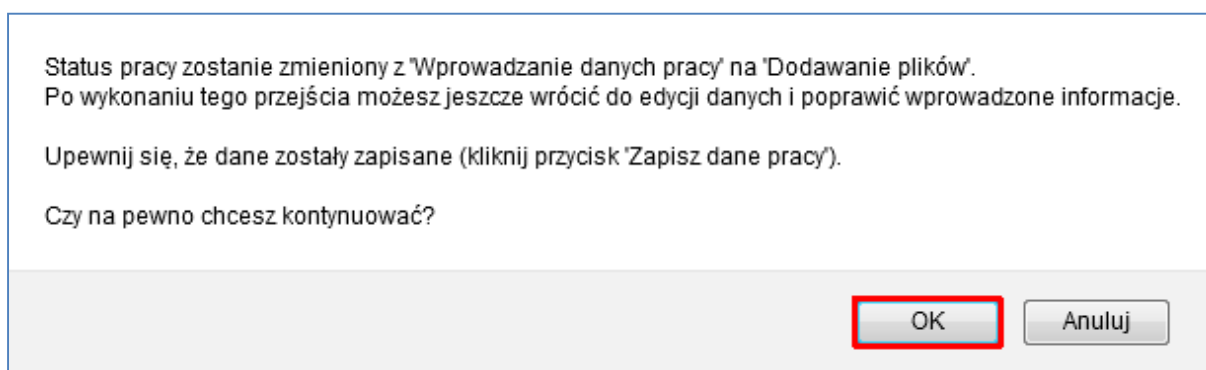 Status pracy zostanie zmieniony z 'Wprowadzanie danych pracy' na 'Dodawanie plików'.
Po wykonaniu tego przejścia możesz jeszcze wrócić do edycji danych i poprawić wprowadzone informacje.
Upewnij się, że dane zostały zapisane (kliknij przycisk 'Zapisz dane pracy').
Czy na pewno chcesz kontynuować?
OK
Anuluj